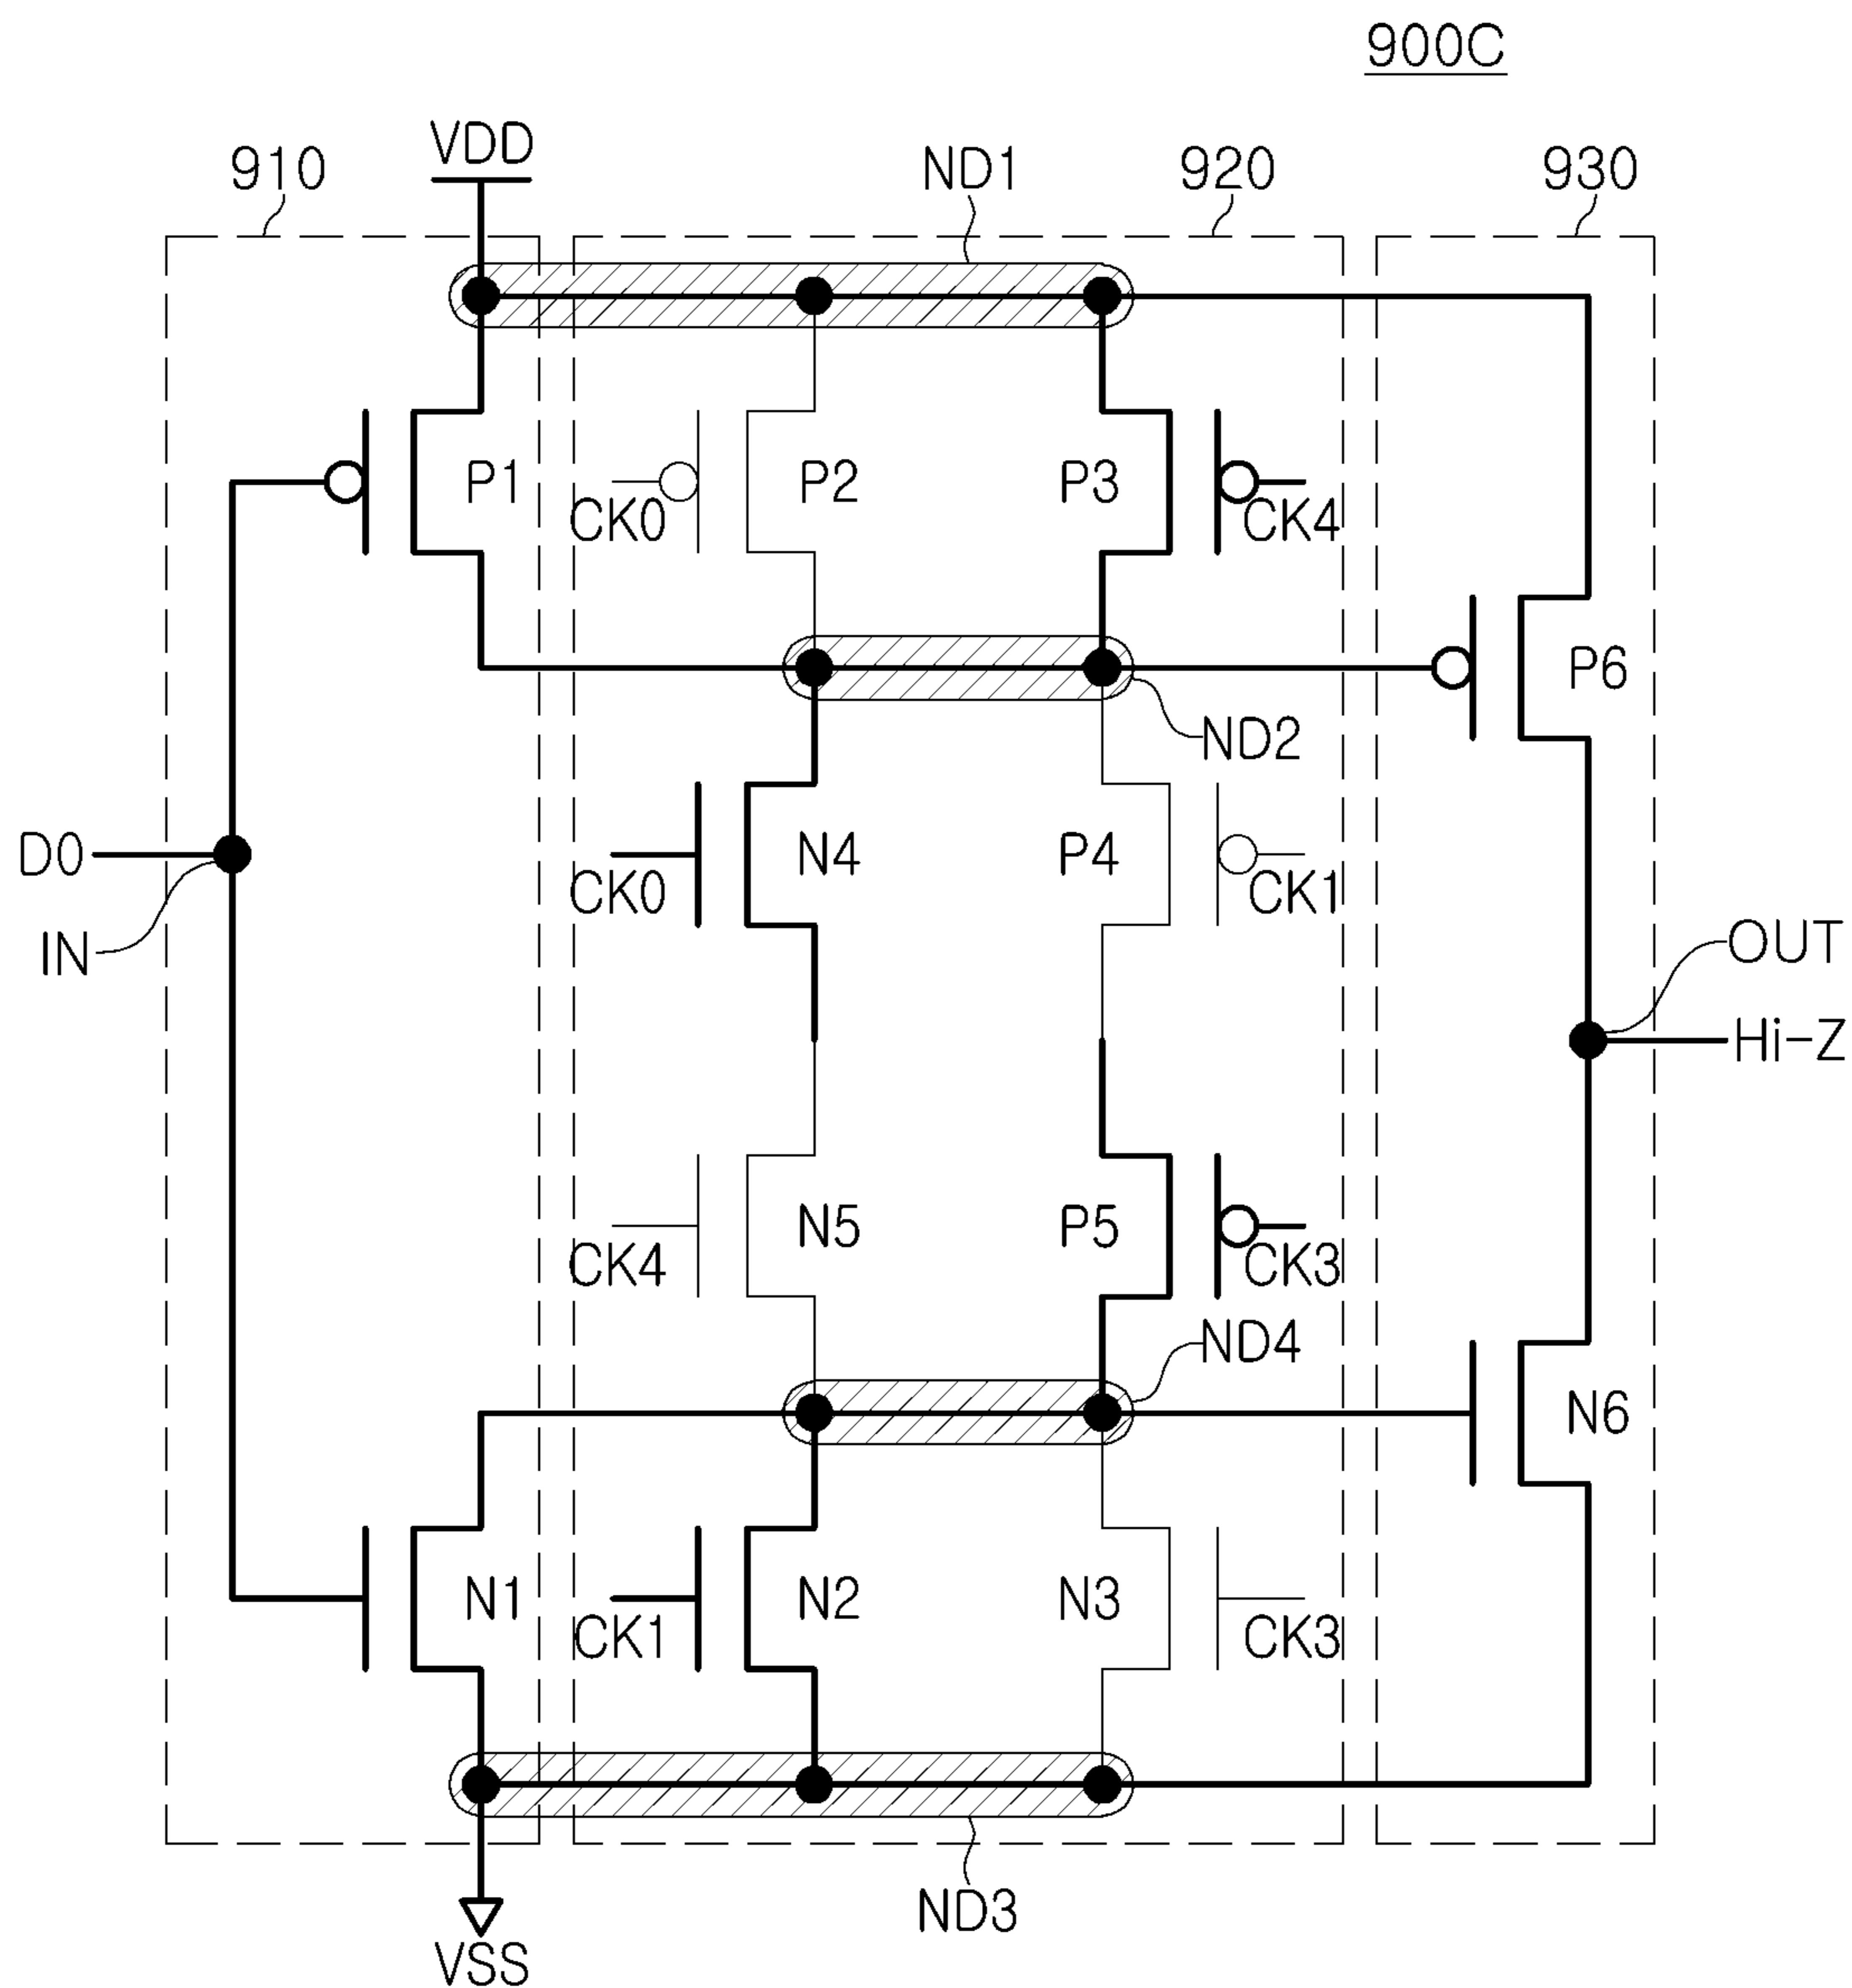 900C
VDD
910
ND1
920
930
P1
P2
P3
CK0
CK4
P6
ND2
D0
N4
P4
CK0
CK1
IN
OUT
Hi-Z
N5
P5
CK4
CK3
ND4
N6
N1
N2
N3
CK1
CK3
ND3
VSS